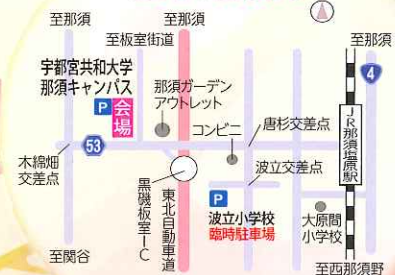 至那須
至那須
至板室街道
至那須
4
宇都宮共和大学
那須キャンパス
P
会場
那須ガーデン
アウトレット
コンビニ
唐杉交差点
JR那須塩原駅
53
木綿畑
交差点
波立交差点
黒磯板室IC
東北自動車道
P
波立小学校
臨時駐車場
大原間
小学校
至関谷
至西那須野